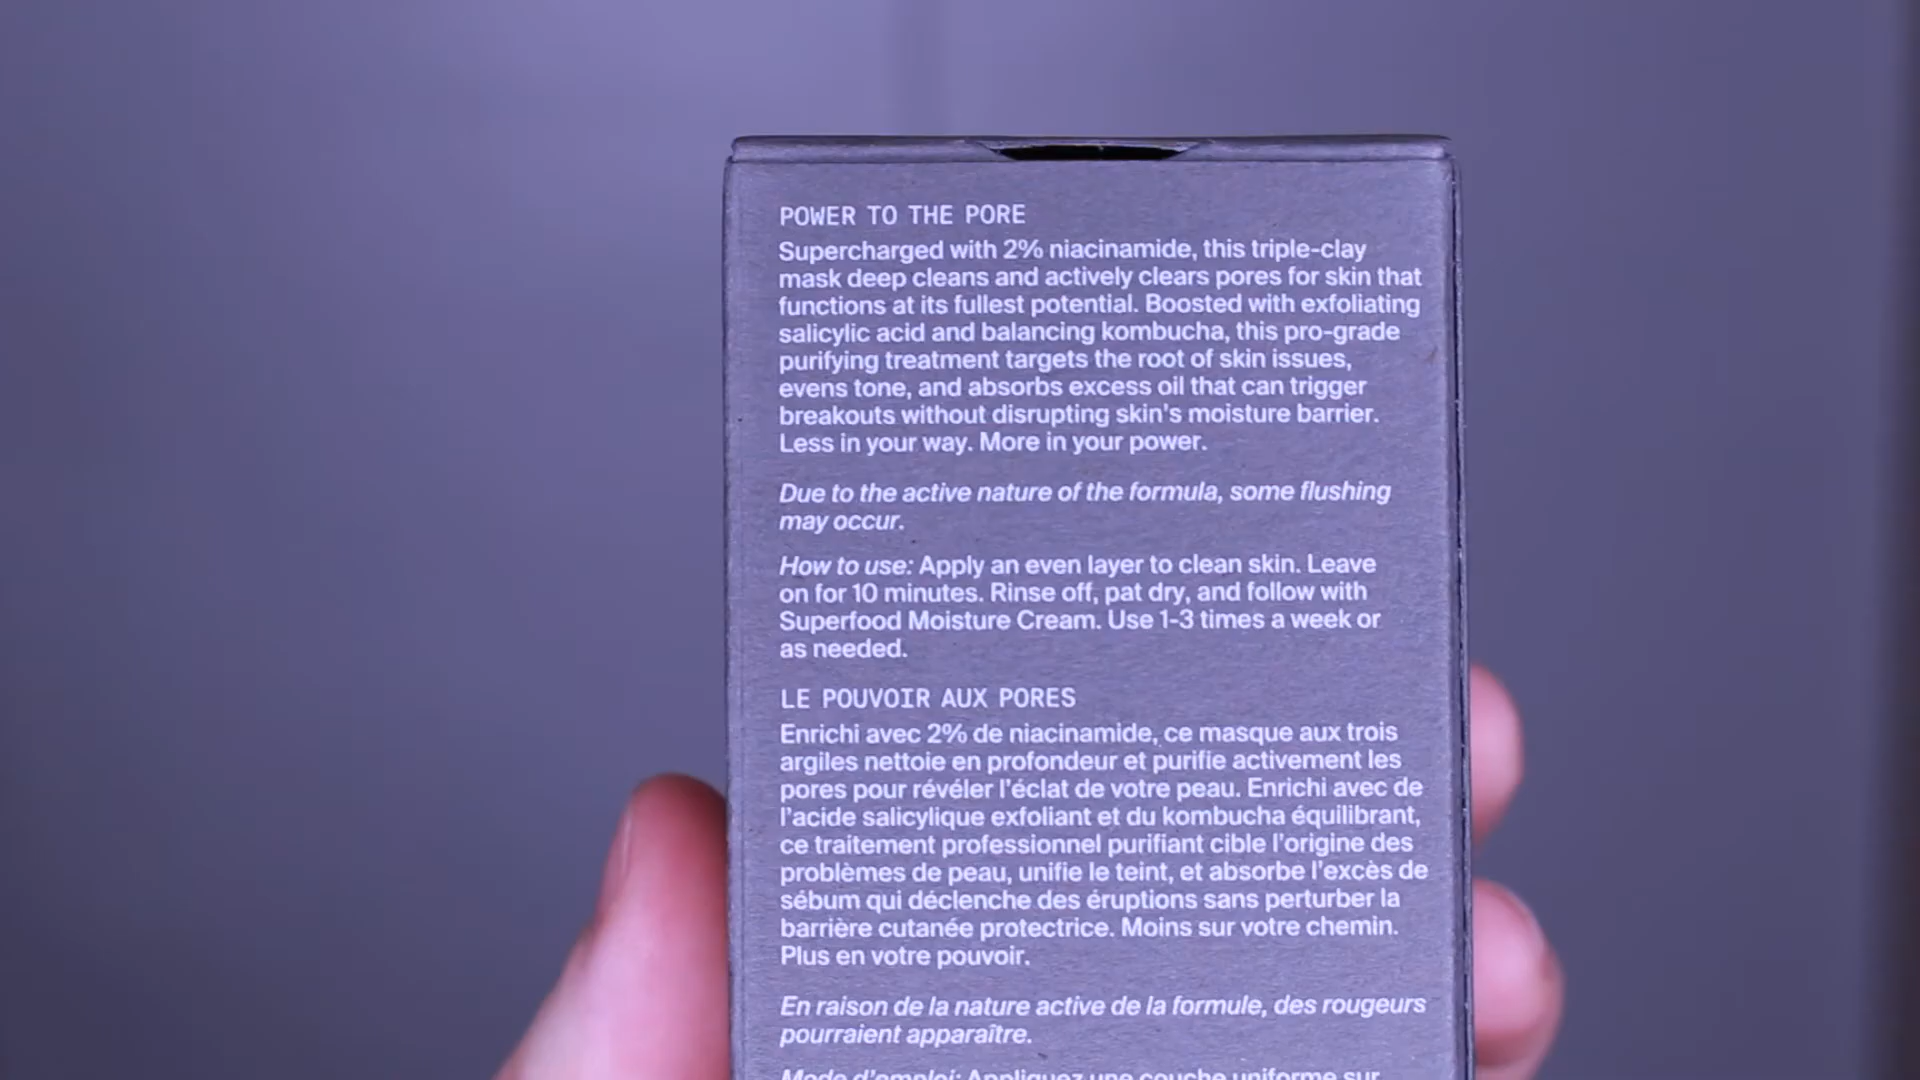 POWER TO THE PORE
Supercharged with 2% niacinamide, this triple-clay
mask deep cleans and actively clears pores for skin that
functions at its fullest potential. Boosted with exfoliating
salicylic acid and balancing kombucha, this pro-grade
purifying treatment targets the root of skin issues,
evens tone, and absorbs excess oil that can trigger
breakouts without disrupting skin's moisture barrier.
Less in your way. More in your power.
Due to the active nature of the formula, some flushing
may occur.
How to use: Apply an even layer to clean skin. Leave
on for 10 minutes. Rinse off, pat dry, and follow with
Superfood Moisture Cream. Use 1-3 times a week or
as needed.
LE POUVOIR AUX PORES
Enrichi avec 2% de niacinamide, ce masque aux trois
argiles nettoie en profondeur et purifie activement les
pores pour révéler l'éclat de votre peau. Enrichi avec de
l'acide salicylique exfoliant et du kombucha équilibrant,
ce traitement professionnel purifiant cible l'origine des
problèmes de peau, unifie le teint, et absorbe l'excès de
sébum qui déclenche des éruptions sans perturber la
barrière cutanée protectrice. Moins sur votre chemin.
Plus en votre pouvoir.
En raison de la nature active de la formule, des rougeurs
pourraient apparaître.
Mode d'emploi: Appliquez une couche uniforme sur